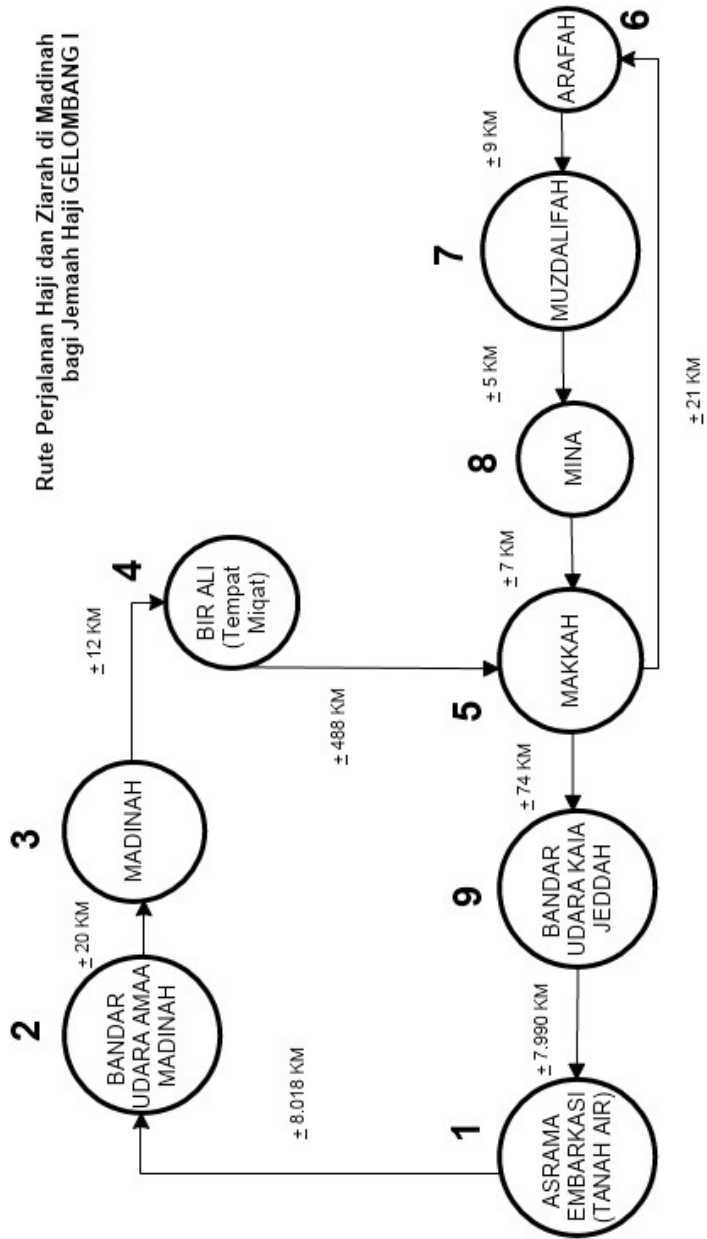 Rute Perjalanan Haji dan Ziarah di Madinah
bagi Jemaah Haji GELOMBANG I
1
ASRAMA
EMBARKASI
(TANAH AIR)
± 8.018 KM
2
BANDAR
UDARA AMAA
MADINAH
± 20 KM
3
MADINAH
± 12 KM
4
BIR ALI
(Tempat
Miqat)
± 488 KM
5
MAKKAH
± 21 KM
6
ARAFAH
± 9 KM
7
MUZDALIFAH
± 5 KM
8
MINA
± 7 KM
± 74 KM
9
BANDAR
UDARA KAIA
JEDDAH
± 7.990 KM